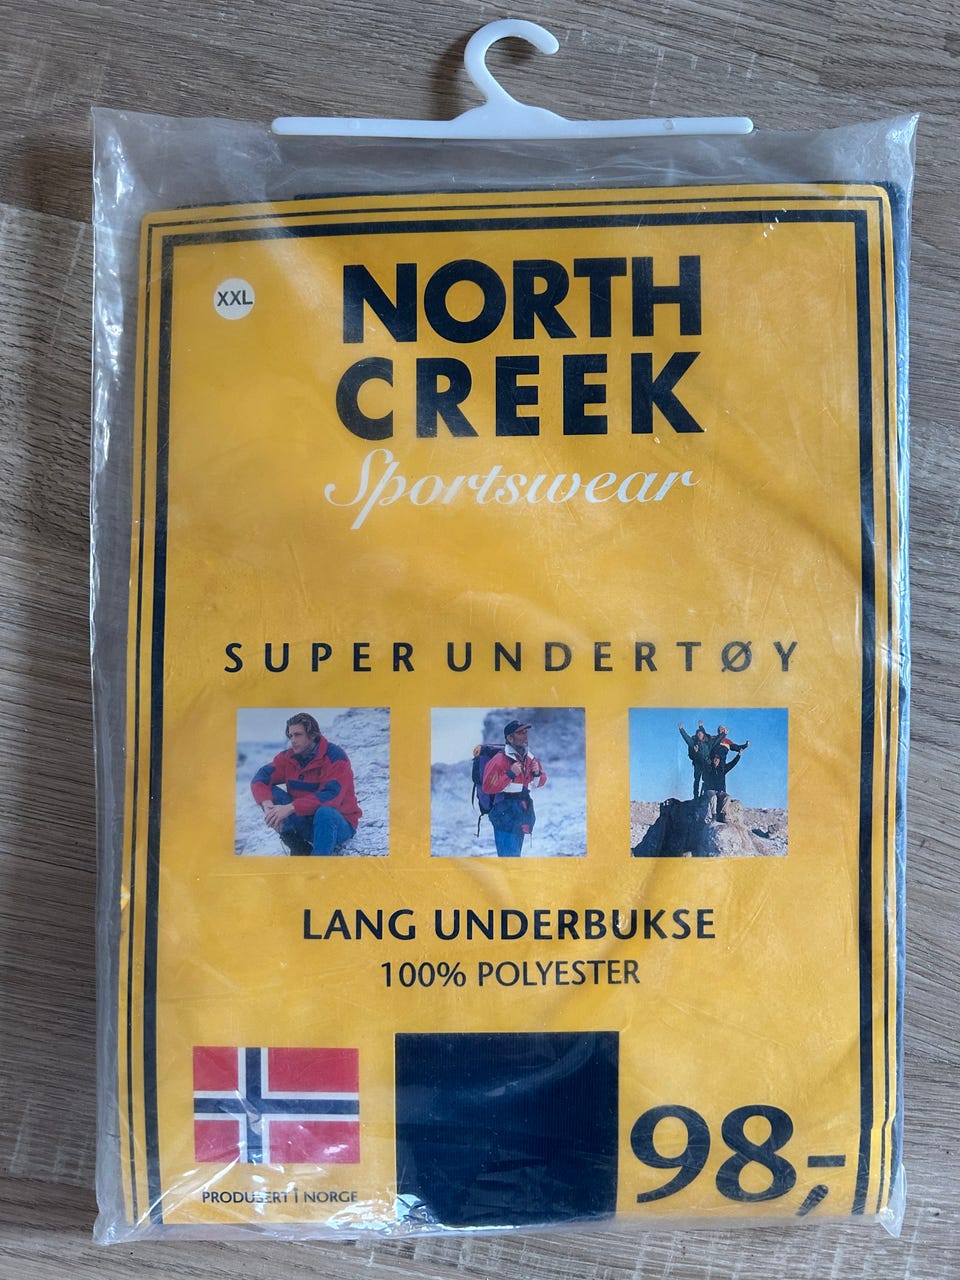 XXL
NORTH
CREEK
Sportswear
SUPER UNDERTØY
LANG UNDERBUKSE
100% POLYESTER
98,-
PRODUSERT I NORGE